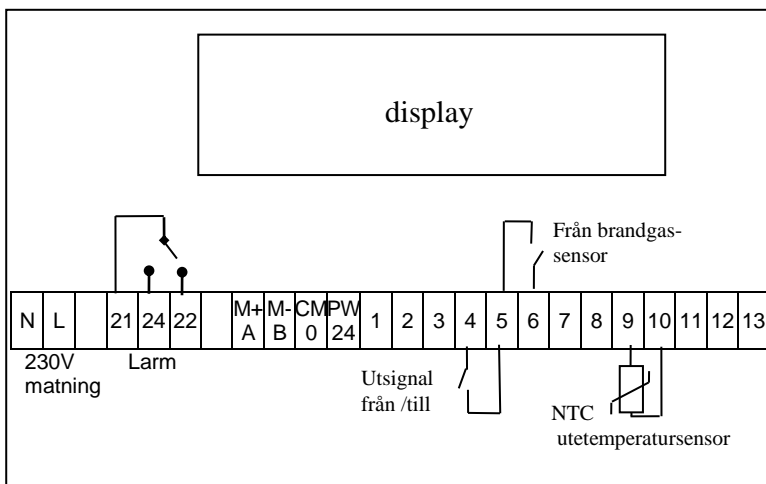 display
Från brandgas-
sensor
N L 21 24 22 M+ A M- B CM 0 PW 24 1 2 3 4 5 6 7 8 9 10 11 12 13
230V
matning
Larm
Utsignal
från /till
NTC
utetemperatursensor